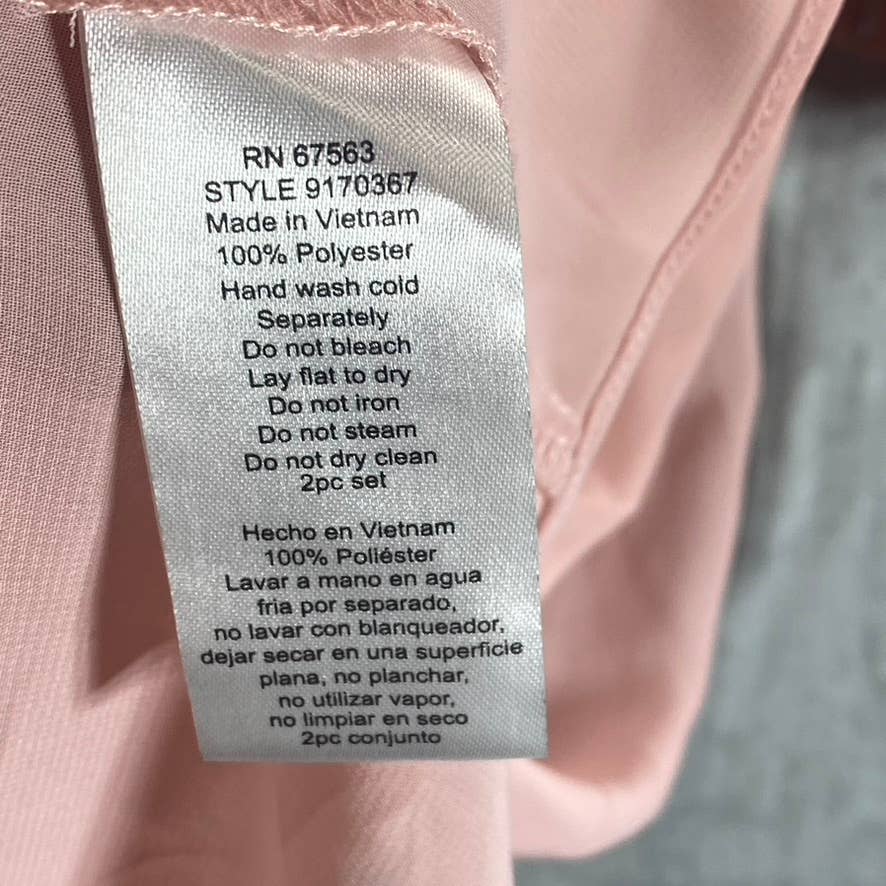 RN 67563
STYLE 9170367
Made in Vietnam
100% Polyester
Hand wash cold
Separately
Do not bleach
Lay flat to dry
Do not iron
Do not steam
Do not dry clean
2pc set
Hecho en Vietnam
100% Poliéster
Lavar a mano en agua
fria por separado,
no lavar con blanqueador,
dejar secar en una superficie
plana, no planchar,
no utilizar vapor,
no limpiar en seco
2pc conjunto